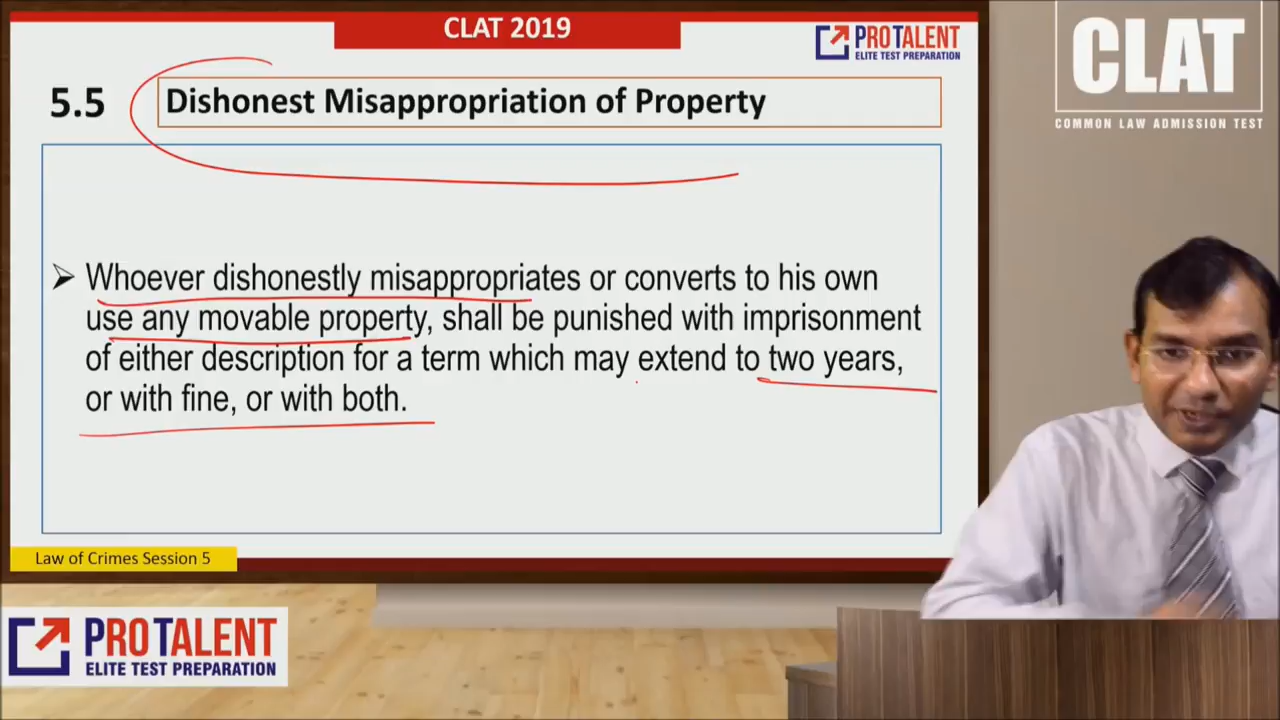 CLAT 2019
PROTALENT
ELITE TEST PREPARATION
CLAT
COMMON LAW ADMISSION TEST
5.5 Dishonest Misappropriation of Property
Whoever dishonestly misappropriates or converts to his own
use any movable property, shall be punished with imprisonment
of either description for a term which may extend to two years,
or with fine, or with both.
Law of Crimes Session 5
PROTALENT
ELITE TEST PREPARATION